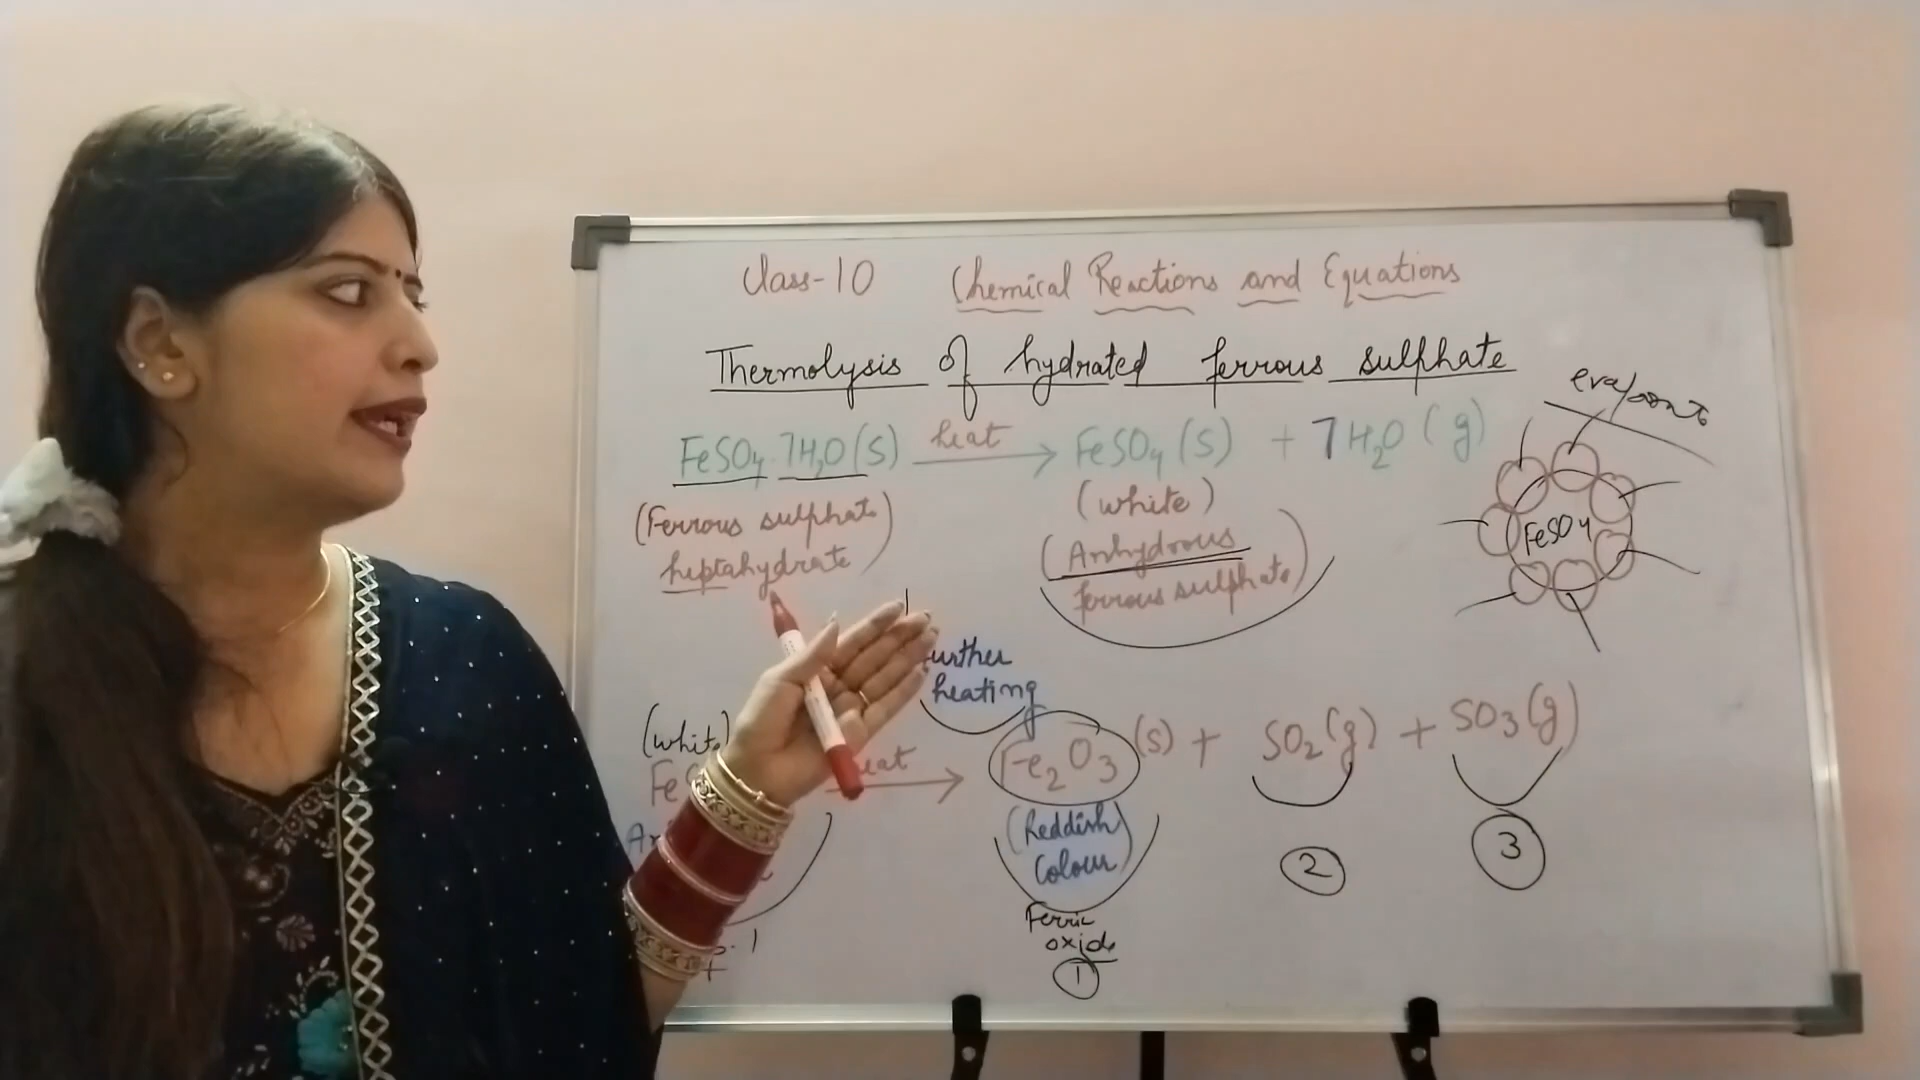 Class-10 Chemical Reactions and Equations
Thermolysis of hydrated ferrous sulphate
FeSO4.7H2O(s) heat → FeSO4(s) + 7H2O(g)
(Ferrous sulphate
heptahydrate)
(white)
(Anhydrous
ferrous sulphate)
evaporate
FeSO4
further
heating
(white)
heat → Fe2O3(s) + SO2(g) + SO3(g)
(Reddish
Colour)
Ferric
oxide
1
2
3